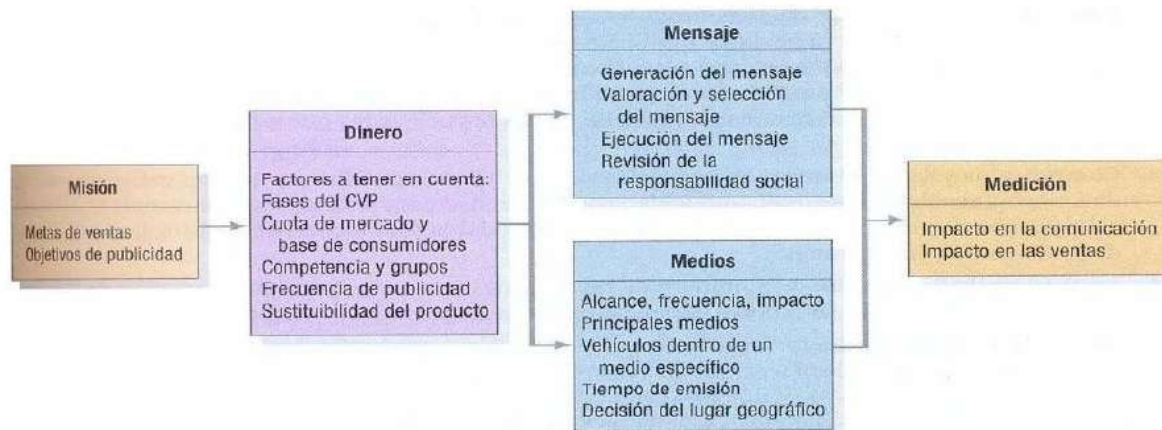 Misión
Metas de ventas
Objetivos de publicidad
Dinero
Factores a tener en cuenta:
Fases del CVP
Cuota de mercado y
base de consumidores
Competencia y grupos
Frecuencia de publicidad
Sustituibilidad del producto
Mensaje
Generación del mensaje
Valoración y selección
del mensaje
Ejecución del mensaje
Revisión de la
responsabilidad social
Medios
Alcance, frecuencia, impacto
Principales medios
Vehículos dentro de un
medio específico
Tiempo de emisión
Decisión del lugar geográfico
Medición
Impacto en la comunicación
Impacto en las ventas